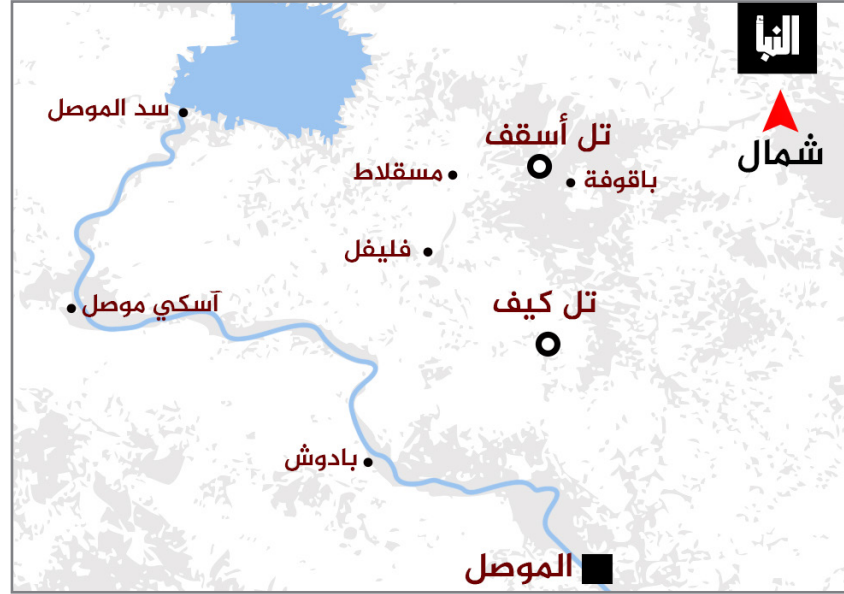 النبأ
شمال
سد الموصل
تل أسقف
مسقلاط
باقوفة
فليفل
آسكي موصل
تل كيف
بادوش
الموصل